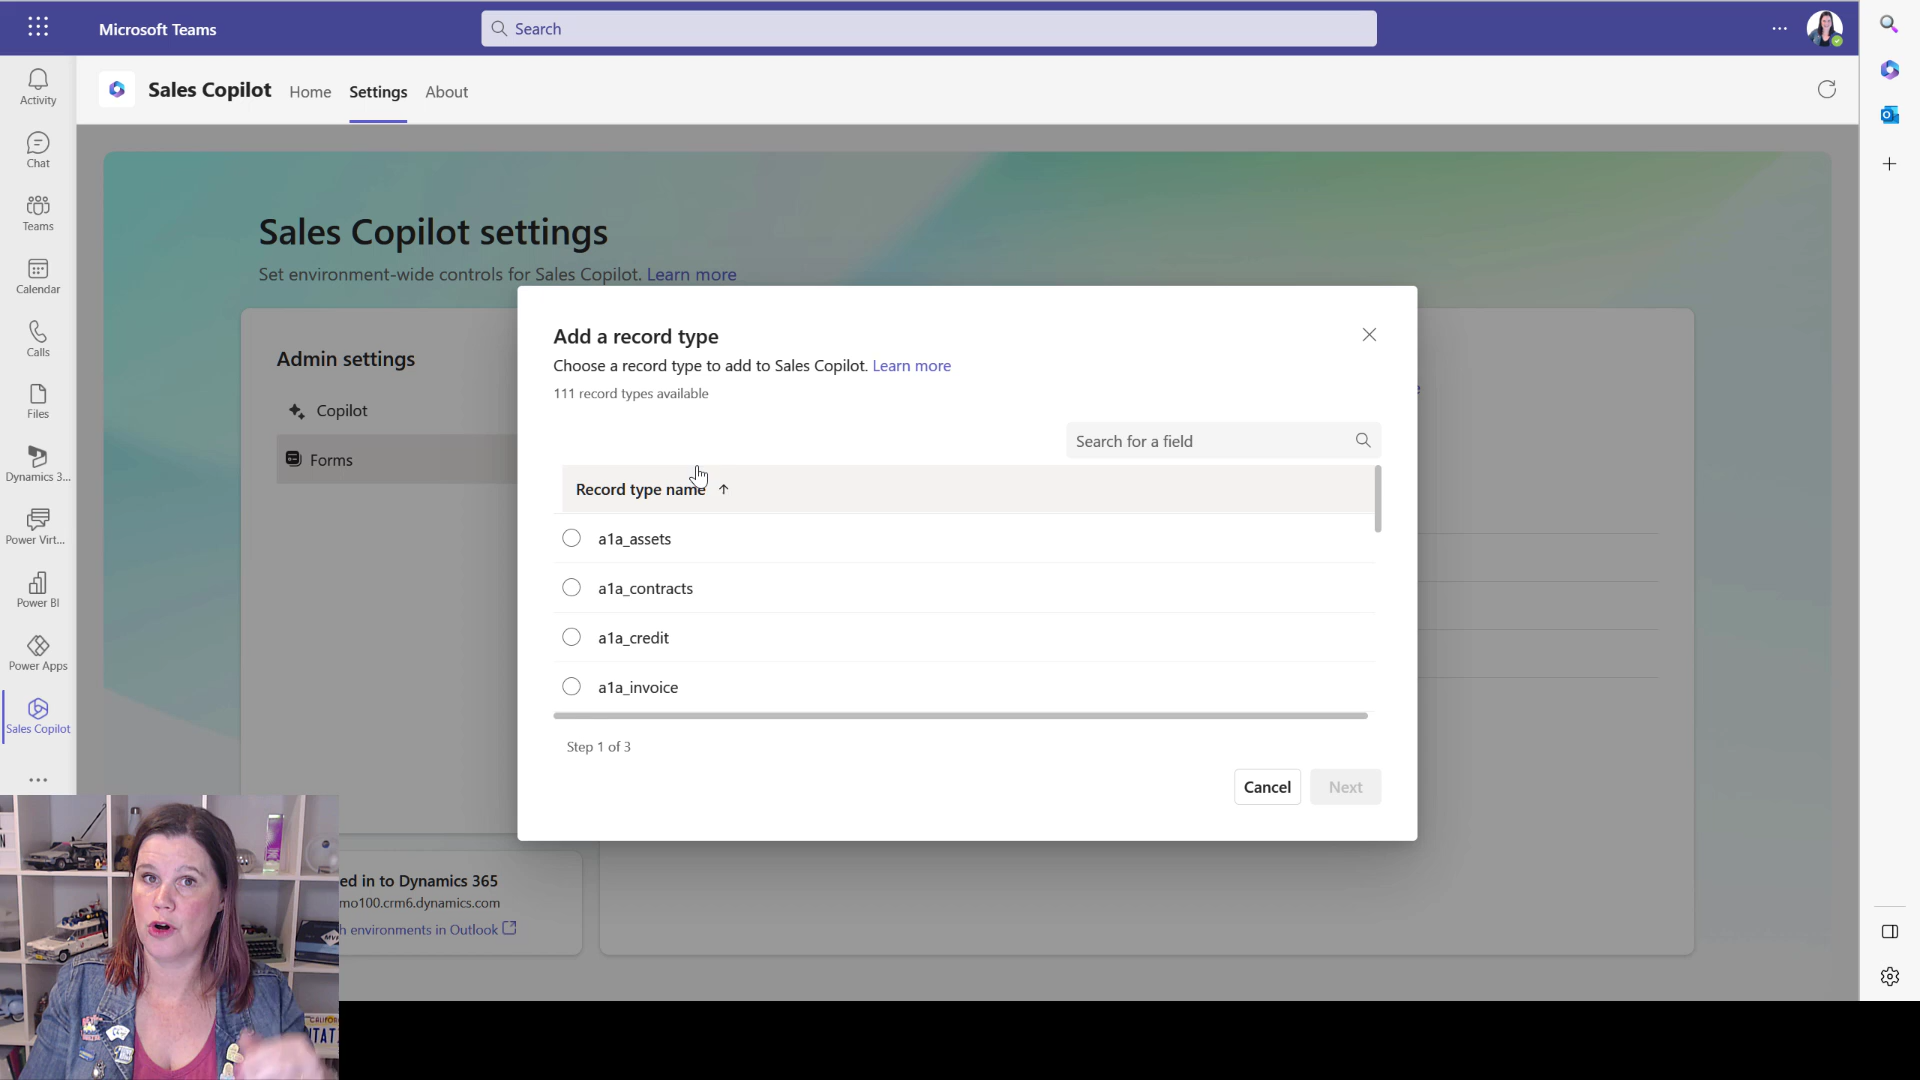 Microsoft Teams
Search
Activity
Chat
Teams
Calendar
Calls
Files
Dynamics 3...
Power Virt...
Power BI
Power Apps
Sales Copilot
Sales Copilot
Home
Settings
About
Sales Copilot settings
Set environment-wide controls for Sales Copilot. Learn more
Admin settings
Copilot
Forms
Add a record type
Choose a record type to add to Sales Copilot. Learn more
111 record types available
Search for a field
Record type name
a1a_assets
a1a_contracts
a1a_credit
a1a_invoice
Step 1 of 3
Cancel
Next
ed in to Dynamics 365
mo100.crm6.dynamics.com
h environments in Outlook